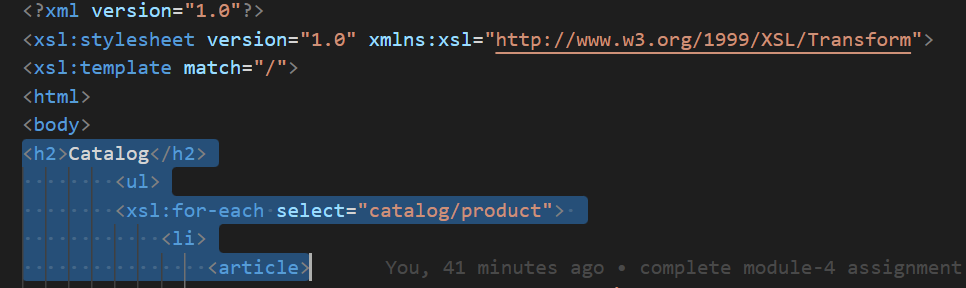 <?xml version="1.0"?>
<xsl:stylesheet version="1.0" xmlns:xsl="http://www.w3.org/1999/XSL/Transform">
<xsl:template match="/">
<html>
<body>
<h2>Catalog</h2>
<ul>
<xsl:for-each select="catalog/product">
<li>
<article> You, 41 minutes ago • complete module-4 assignment